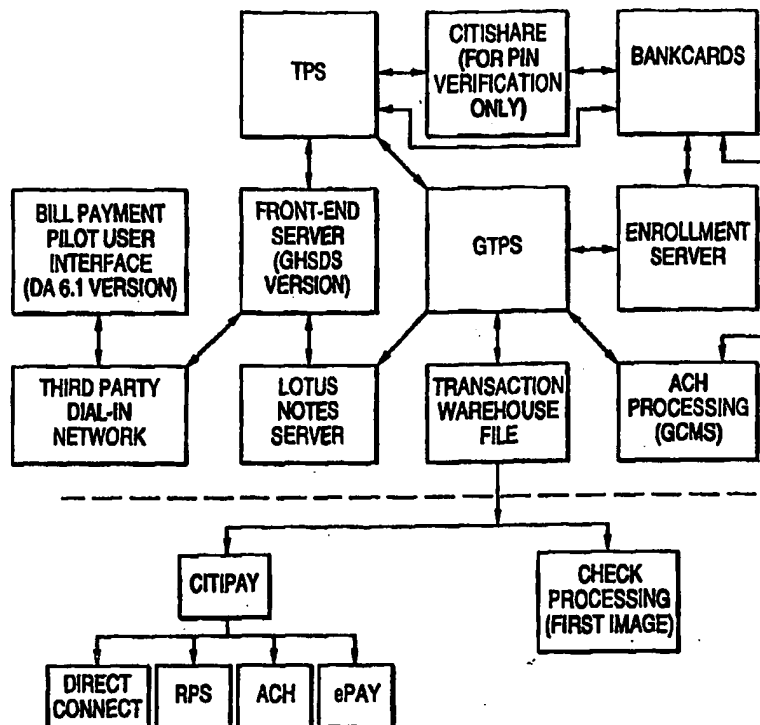 TPS
CITISHARE
(FOR PIN
VERIFICATION
ONLY)
BANKCARDS
BILL PAYMENT
PILOT USER
INTERFACE
(DA 6.1 VERSION)
FRONT-END
SERVER
(GHSDS
VERSION)
GTPS
ENROLLMENT
SERVER
THIRD PARTY
DIAL-IN
NETWORK
LOTUS
NOTES
SERVER
TRANSACTION
WAREHOUSE
FILE
ACH
PROCESSING
(GCMS)
CITIPAY
CHECK
PROCESSING
(FIRST IMAGE)
DIRECT
CONNECT
RPS
ACH
ePAY